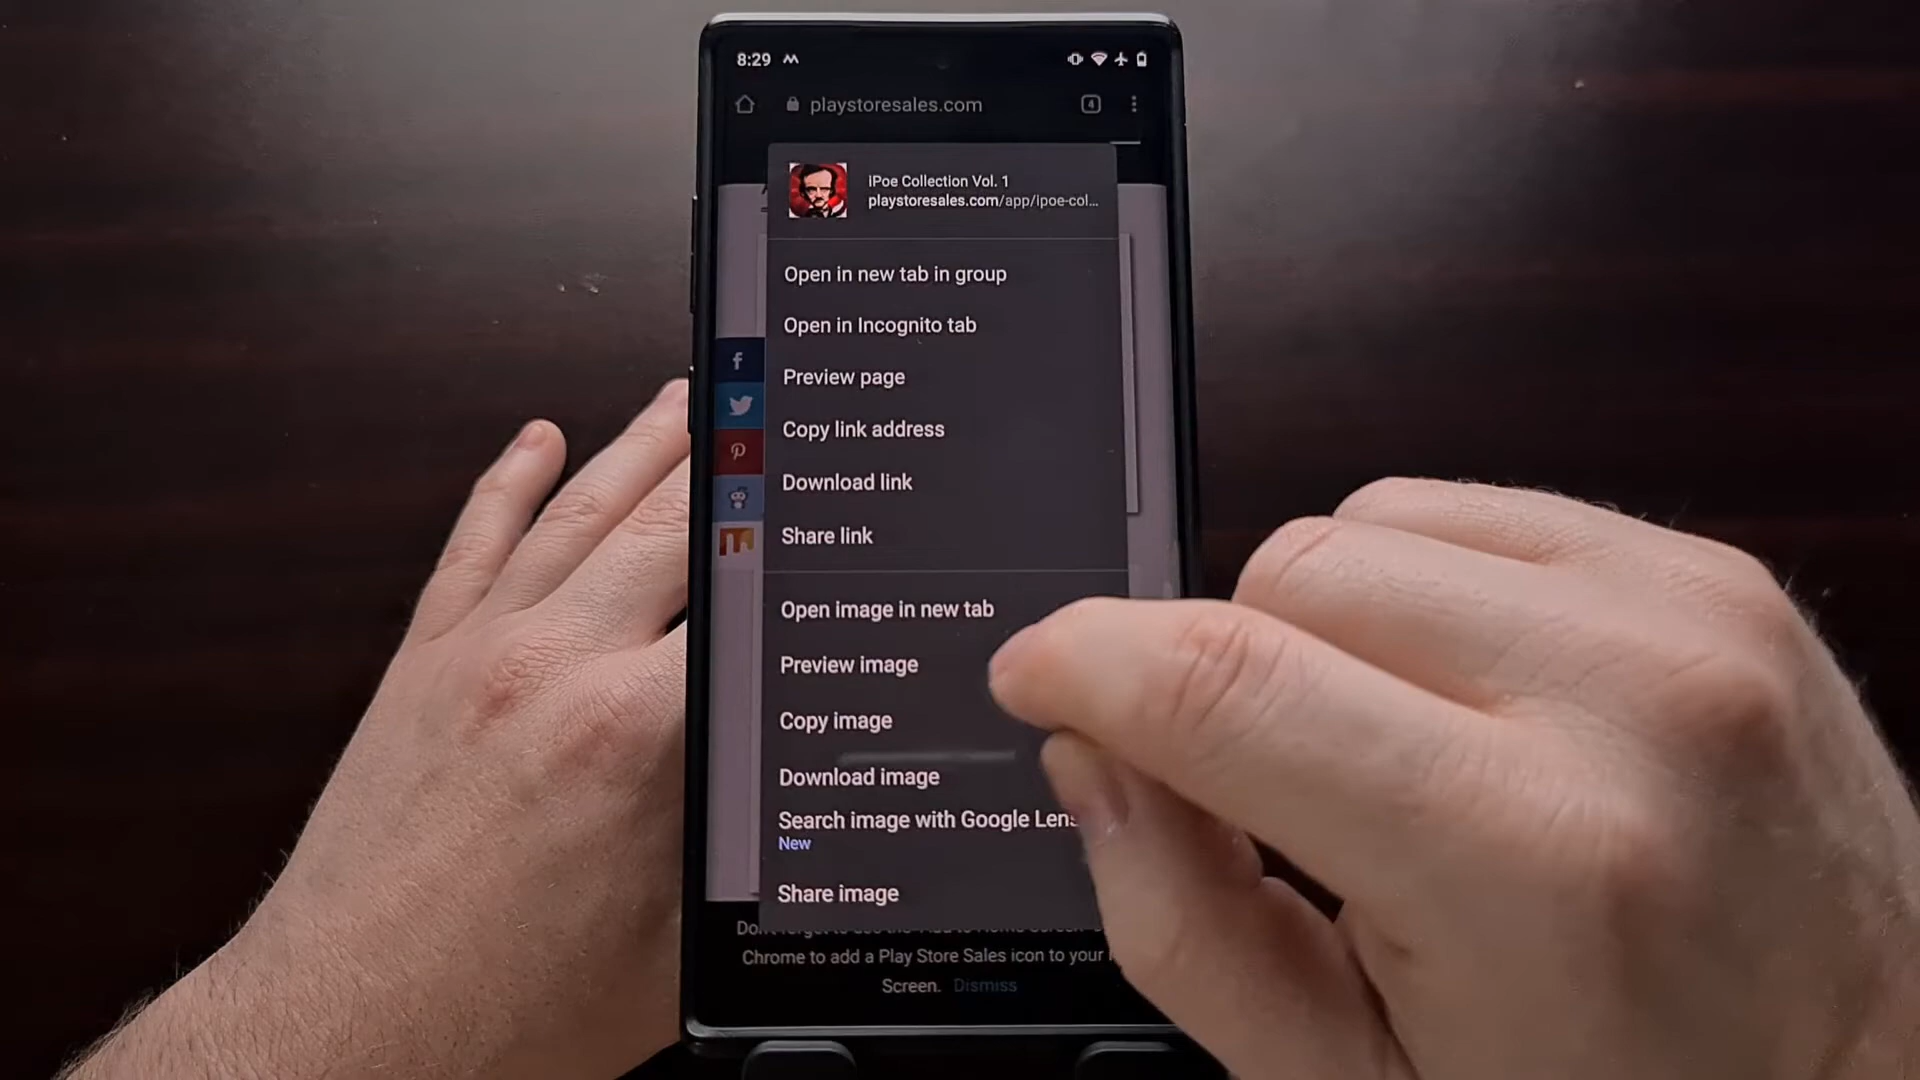 8:29
playstoresales.com
4
iPoe Collection Vol. 1
playstoresales.com/app/ipoe-col...
Open in new tab in group
Open in Incognito tab
Preview page
Copy link address
Download link
Share link
Open image in new tab
Preview image
Copy image
Download image
Search image with Google Lens
New
Share image
Chrome to add a Play Store Sales icon to your
Screen. Dismiss